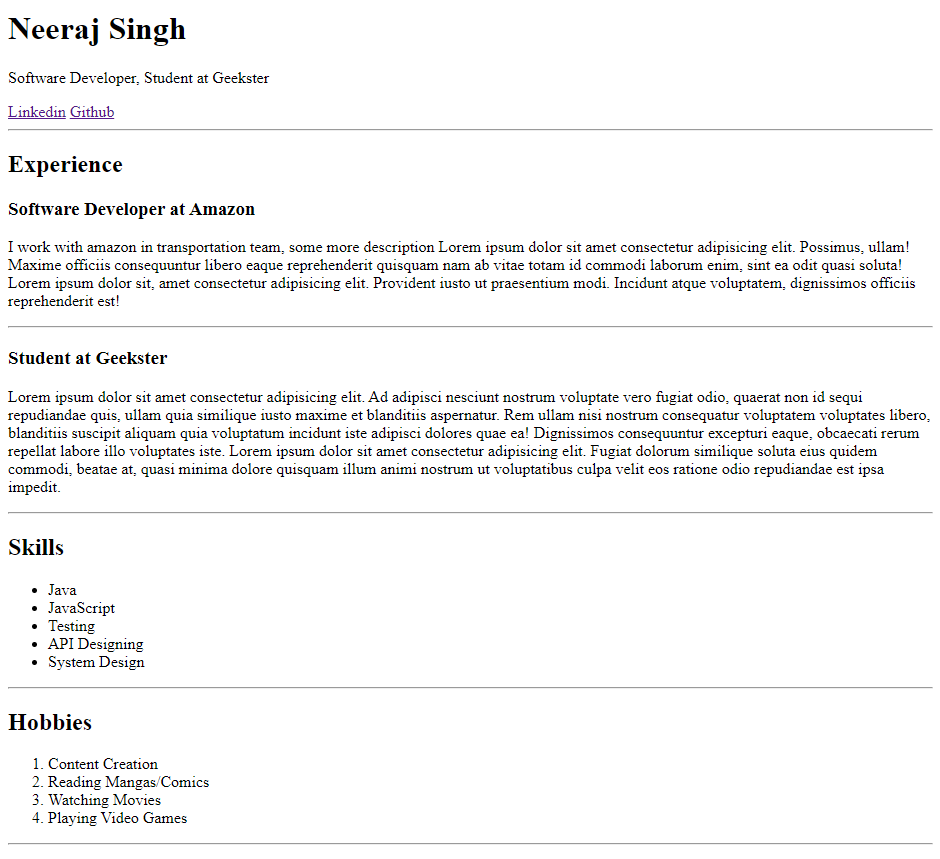 Neeraj Singh
Software Developer, Student at Geekster
Linkedin Github
Experience
Software Developer at Amazon
I work with amazon in transportation team, some more description Lorem ipsum dolor sit amet consectetur adipisicing elit. Possimus, ullam!
Maxime officiis consequuntur libero eaque reprehenderit quisquam nam ab vitae totam id commodi laborum enim, sint ea odit quasi soluta!
Lorem ipsum dolor sit, amet consectetur adipisicing elit. Provident iusto ut praesentium modi. Incidunt atque voluptatem, dignissimos officiis
reprehenderit est!
Student at Geekster
Lorem ipsum dolor sit amet consectetur adipisicing elit. Ad adipisci nesciunt nostrum voluptate vero fugiat odio, quaerat non id sequi
repudiandae quis, ullam quia similique iusto maxime et blanditiis aspernatur. Rem ullam nisi nostrum consequatur voluptatem voluptates libero,
blanditiis suscipit aliquam quia voluptatum incidunt iste adipisci dolores quae ea! Dignissimos consequuntur excepturi eaque, obcaecati rerum
repellat labore illo voluptates iste. Lorem ipsum dolor sit amet consectetur adipisicing elit. Fugiat dolorum similique soluta eius quidem
commodi, beatae at, quasi minima dolore quisquam illum animi nostrum ut voluptatibus culpa velit eos ratione odio repudiandae est ipsa
impedit.
Skills
• Java
• JavaScript
• Testing
• API Designing
• System Design
Hobbies
1. Content Creation
2. Reading Mangas/Comics
3. Watching Movies
4. Playing Video Games